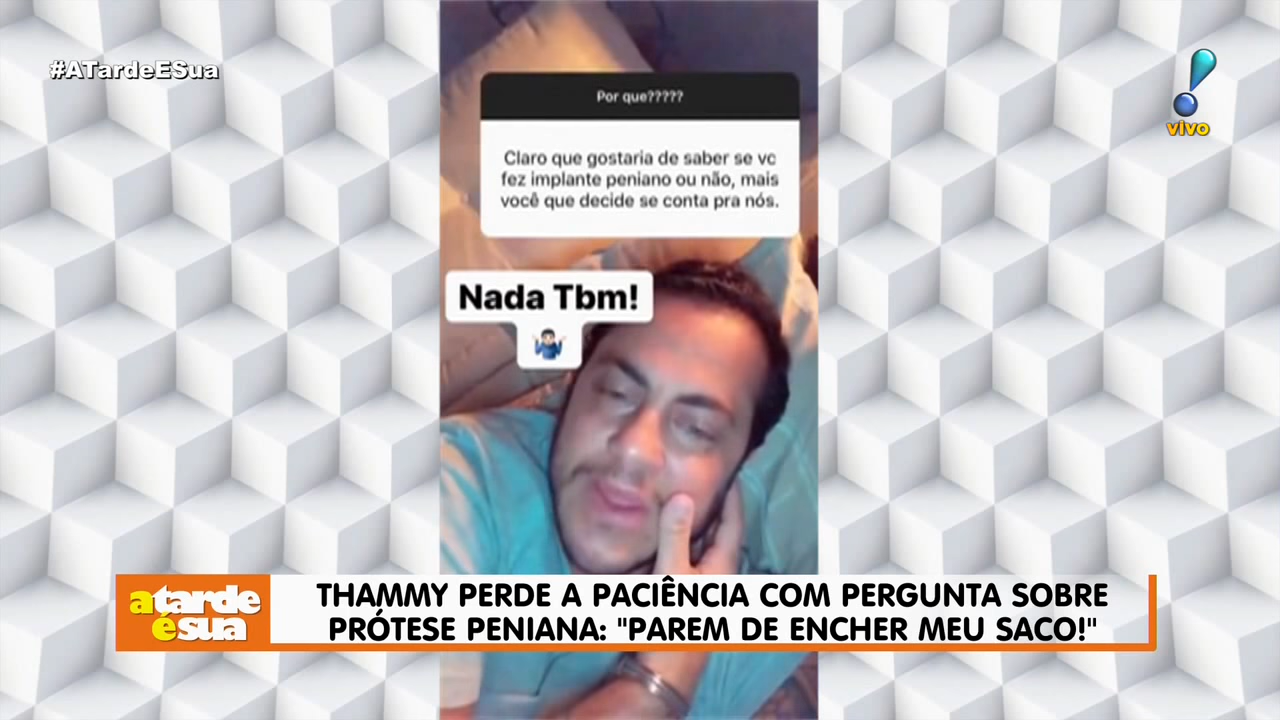 #ATardeESua
vivo
Por que?????
Claro que gostaria de saber se vc
fez implante peniano ou não, mais
você que decide se conta pra nós.
Nada Tbm!
a tarde
é sua
THAMMY PERDE A PACIÊNCIA COM PERGUNTA SOBRE
PRÓTESE PENIANA: "PAREM DE ENCHER MEU SACO!"